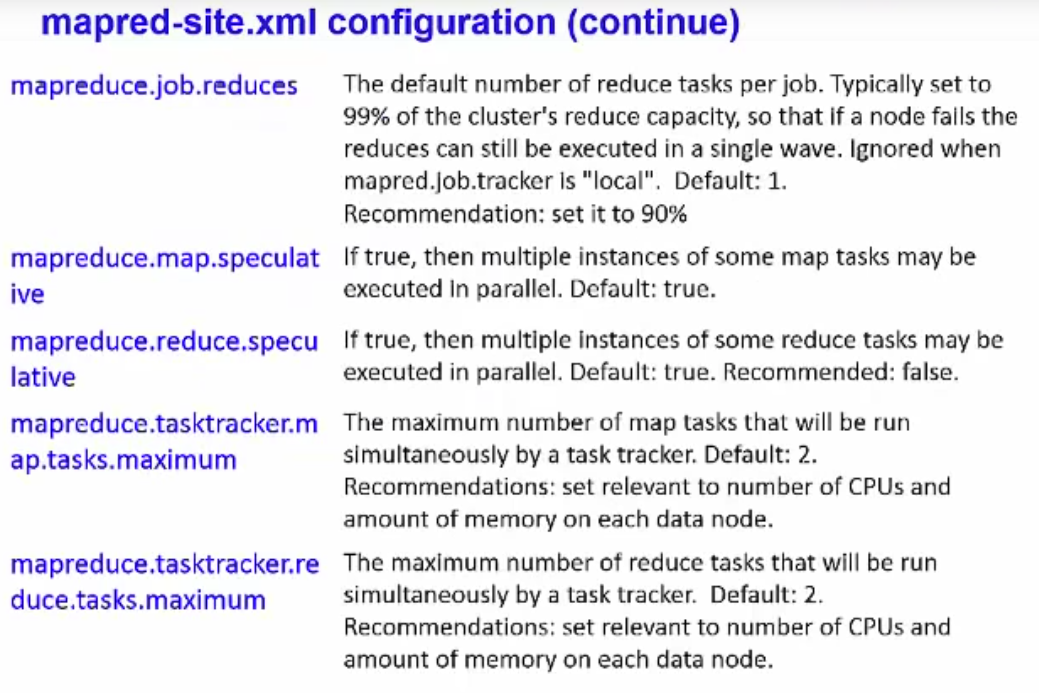 mapred-site.xml configuration (continue)
mapreduce.job.reduces
The default number of reduce tasks per job. Typically set to
99% of the cluster's reduce capacity, so that if a node fails the
reduces can still be executed in a single wave. Ignored when
mapred.job.tracker is "local".  Default: 1.
Recommendation: set it to 90%
mapreduce.map.speculat
ive
If true, then multiple instances of some map tasks may be
executed in parallel. Default: true.
mapreduce.reduce.specu
lative
If true, then multiple instances of some reduce tasks may be
executed in parallel. Default: true. Recommended: false.
mapreduce.tasktracker.m
ap.tasks.maximum
The maximum number of map tasks that will be run
simultaneously by a task tracker. Default: 2.
Recommendations: set relevant to number of CPUs and
amount of memory on each data node.
mapreduce.tasktracker.re
duce.tasks.maximum
The maximum number of reduce tasks that will be run
simultaneously by a task tracker.  Default: 2.
Recommendations: set relevant to number of CPUs and
amount of memory on each data node.